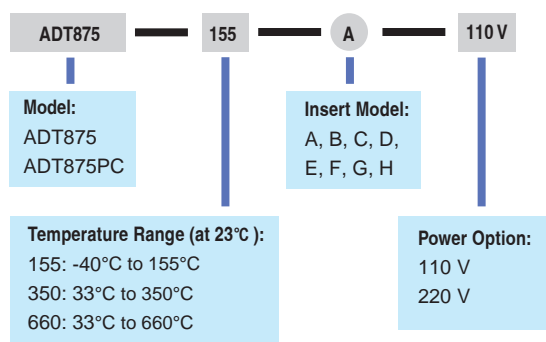 ADT875 155 A 110 V
Model:
ADT875
ADT875PC
Insert Model:
A, B, C, D,
E, F, G, H
Temperature Range (at 23℃ ):
155: -40°C to 155°C
350: 33°C to 350°C
660: 33°C to 660°C
Power Option:
110 V
220 V